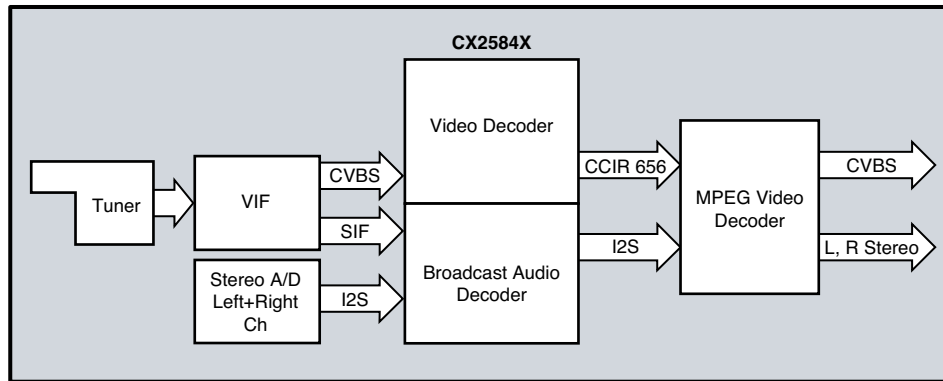 CX2584X
Video Decoder
CVBS
CCIR 656
CVBS
Tuner
VIF
MPEG Video
Decoder
SIF
I2S
L, R Stereo
Stereo A/D
Left+Right
Ch
I2S
Broadcast Audio
Decoder